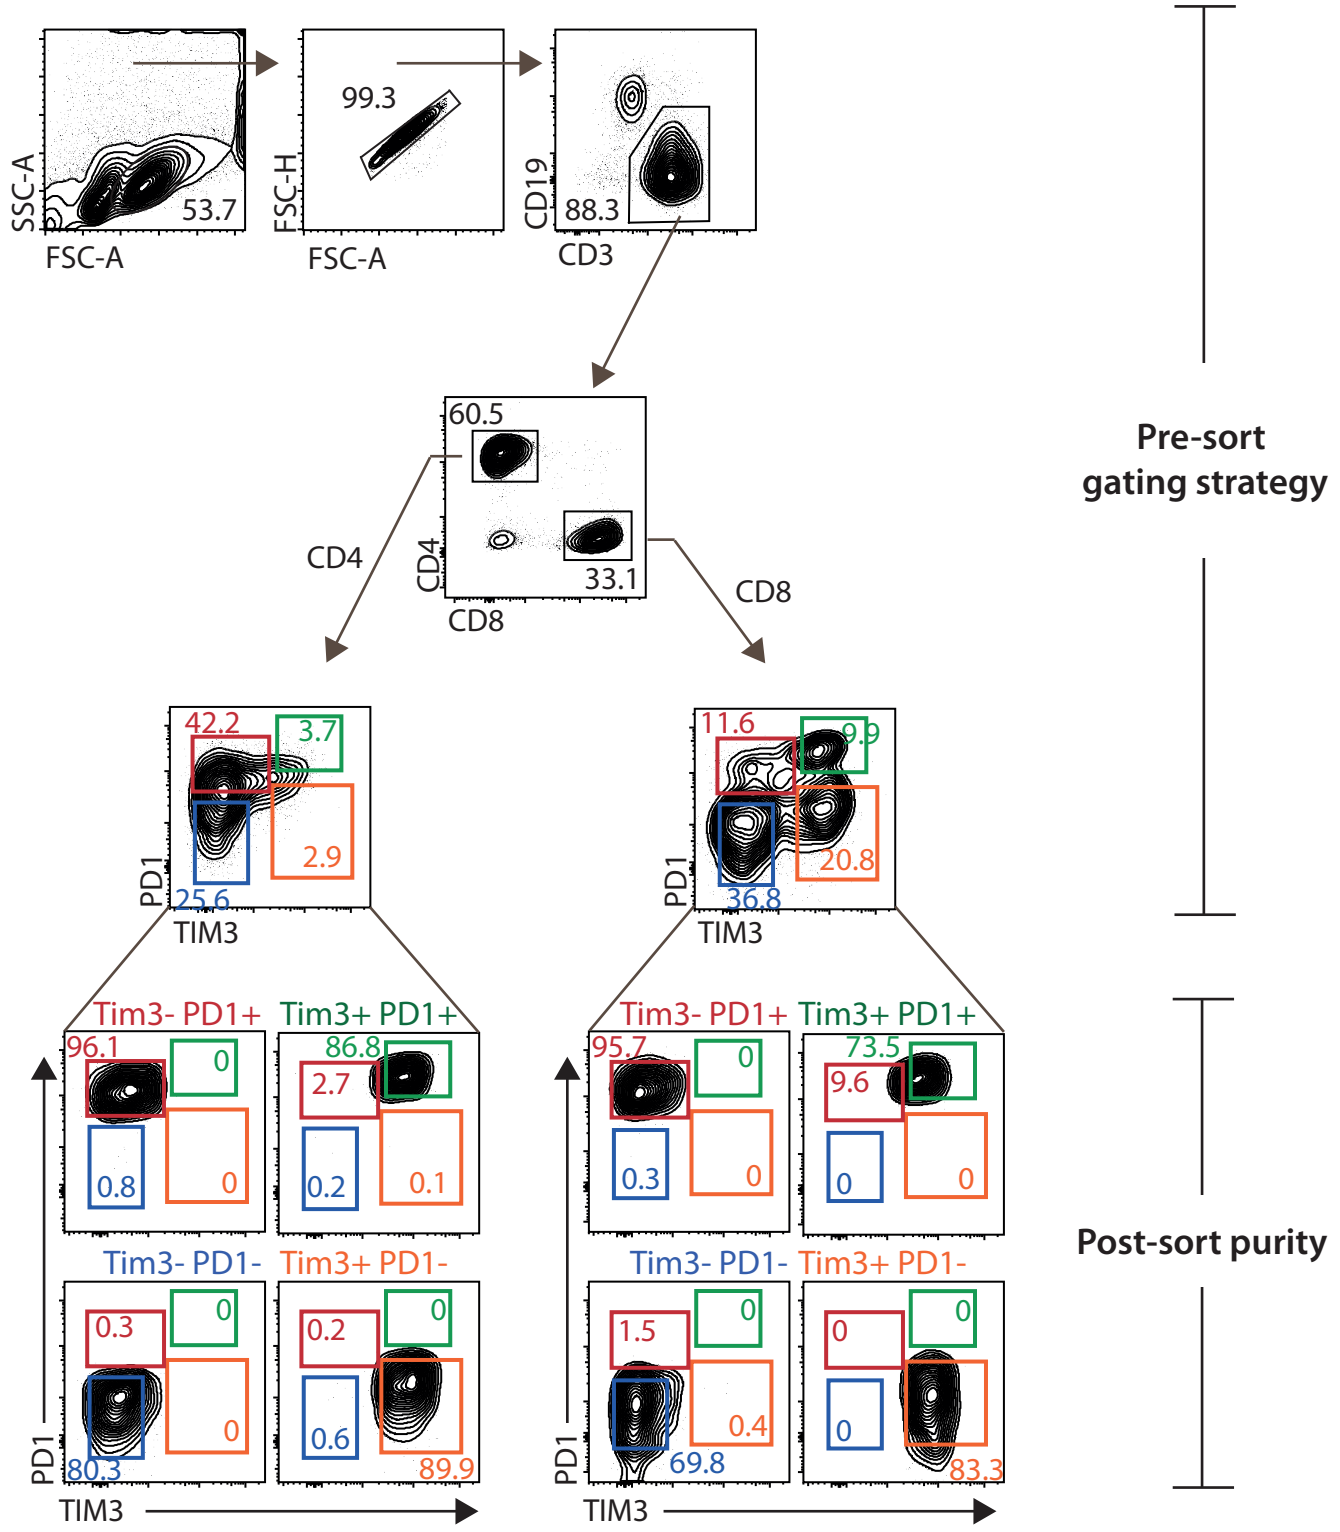 99.3
53.7
88.3
SSC-A
FSC-A
FSC-H
FSC-A
CD19
CD3
60.5
33.1
CD4
CD8
CD4
CD8
Pre-sort
gating strategy
42.2
3.7
2.9
25.6
PD1
TIM3
11.6
9.9
20.8
36.8
PD1
TIM3
Tim3- PD1+
Tim3+ PD1+
96.1
0
0.8
0
86.8
2.7
0.2
0.1
Tim3- PD1+
Tim3+ PD1+
95.7
0
0.3
0
73.5
9.6
0
0
Tim3- PD1-
Tim3+ PD1-
0.3
0
0
80.3
0.2
0
0.6
89.9
PD1
TIM3
Tim3- PD1-
Tim3+ PD1-
1.5
0
0.4
69.8
0
0
0
83.3
PD1
TIM3
Post-sort purity